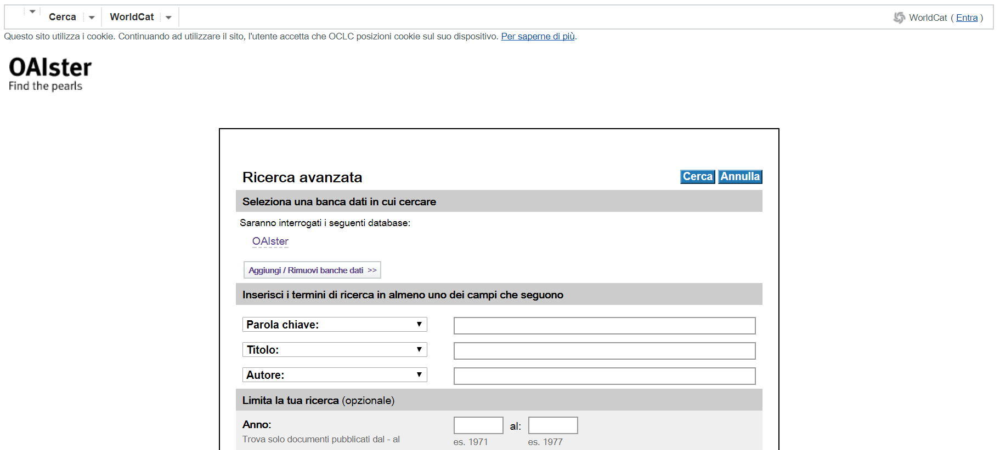 Cerca WorldCat WorldCat ( Entra )
Questo sito utilizza i cookie. Continuando ad utilizzare il sito, l'utente accetta che OCLC posizioni cookie sul suo dispositivo. Per saperne di più.
OAIster
Find the pearls
Ricerca avanzata Cerca Annulla
Seleziona una banca dati in cui cercare
Saranno interrogati i seguenti database:
OAIster
Aggiungi / Rimuovi banche dati >>
Inserisci i termini di ricerca in almeno uno dei campi che seguono
Parola chiave:
Titolo:
Autore:
Limita la tua ricerca (opzionale)
Anno: al:
Trova solo documenti pubblicati dal - al es. 1971 es. 1977